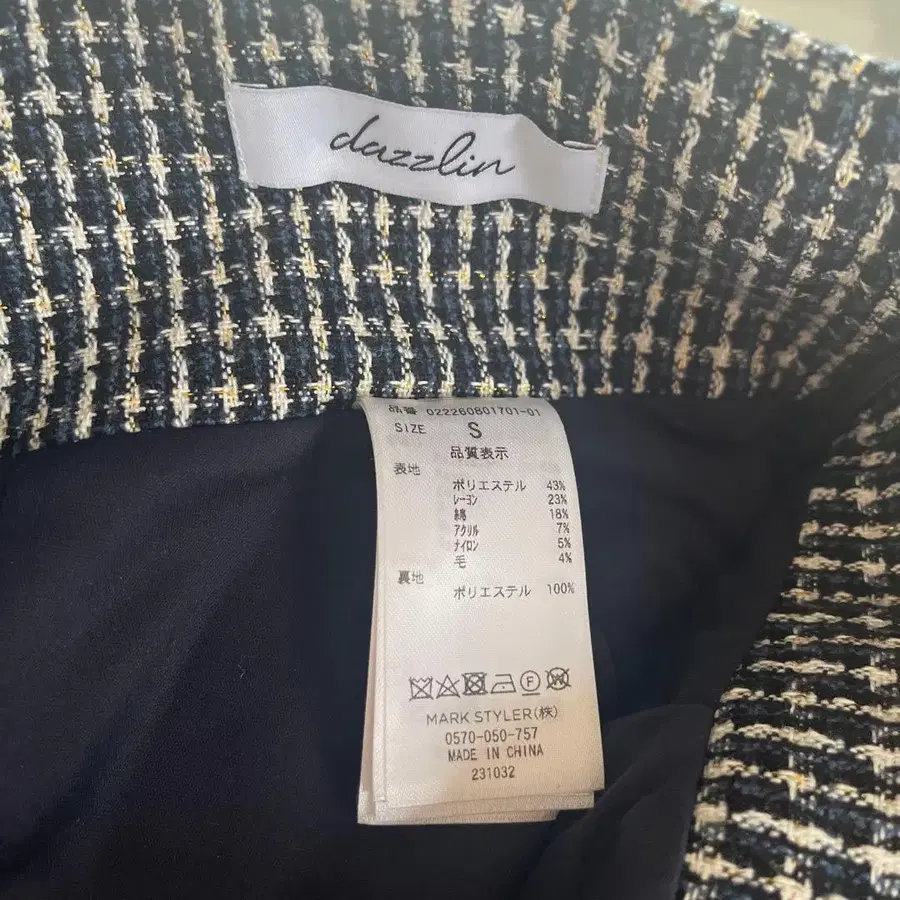 dazzlin
品番 022260801701-01
SIZE S
品質表示
表地
ポリエステル 43%
レーヨン 23%
綿 18%
アクリル 7%
ナイロン 5%
毛 4%
裏地
ポリエステル 100%
F W
MARK STYLER(株)
0570-050-757
MADE IN CHINA
231032